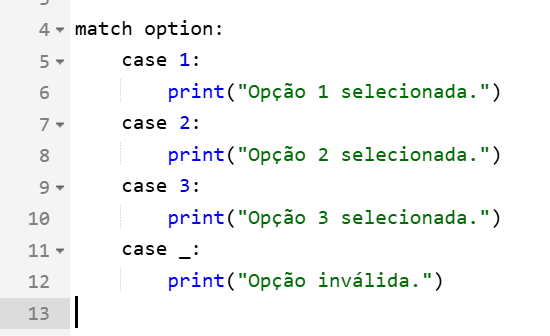 4 match option:
5     case 1:
6         print("Opção 1 selecionada.")
7     case 2:
8         print("Opção 2 selecionada.")
9     case 3:
10         print("Opção 3 selecionada.")
11     case _:
12         print("Opção inválida.")
13